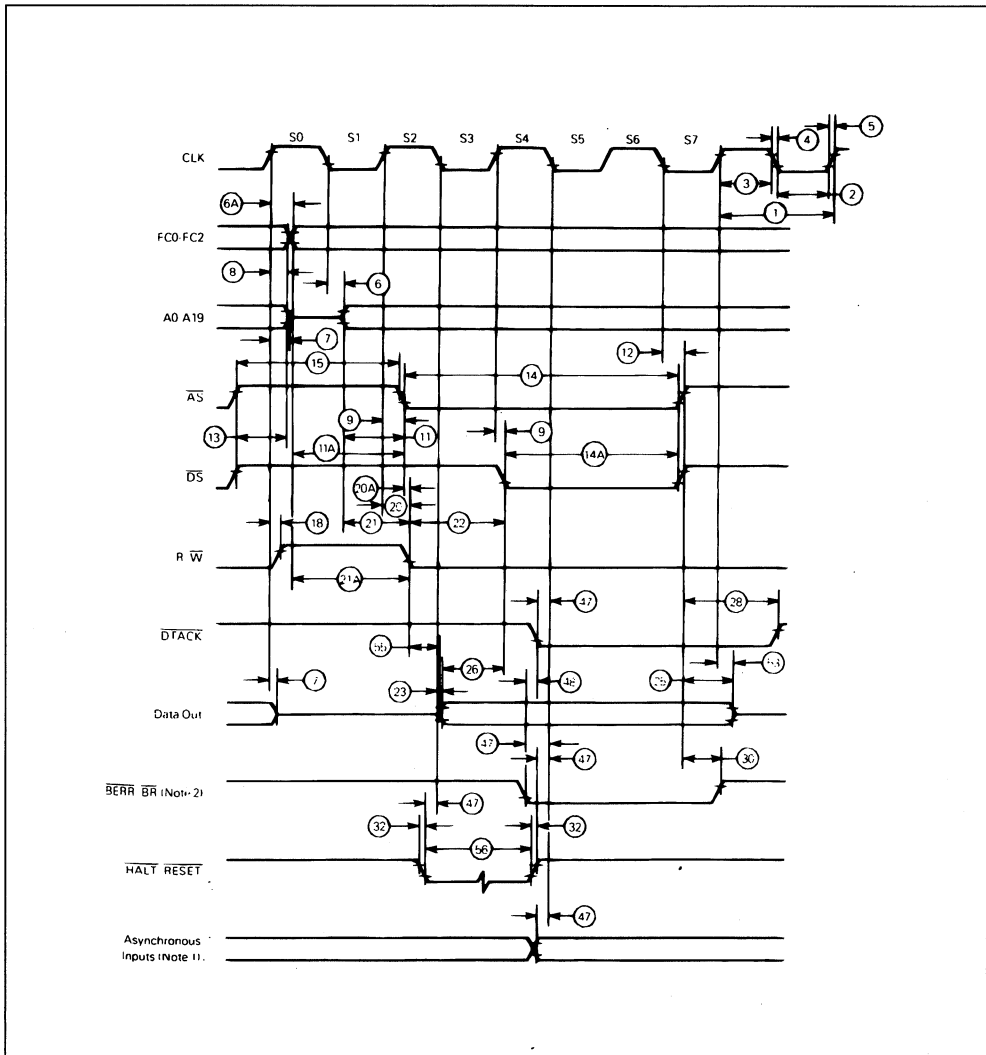 S0 S1 S2 S3 S4 S5 S6 S7
4
5
CLK
3
2
1
6A
FC0-FC2
8
6
A0 A19
7
12
15
14
AS
9
11
9
13
11A
14A
DS
20A
20
18
21
22
R W
21A
47
28
DTACK
55
26
53
7
23
48
Data Out
47
47
30
BERR BR (Note 2)
47
32
32
56
HALT RESET
47
Asynchronous
Inputs (Note 1).